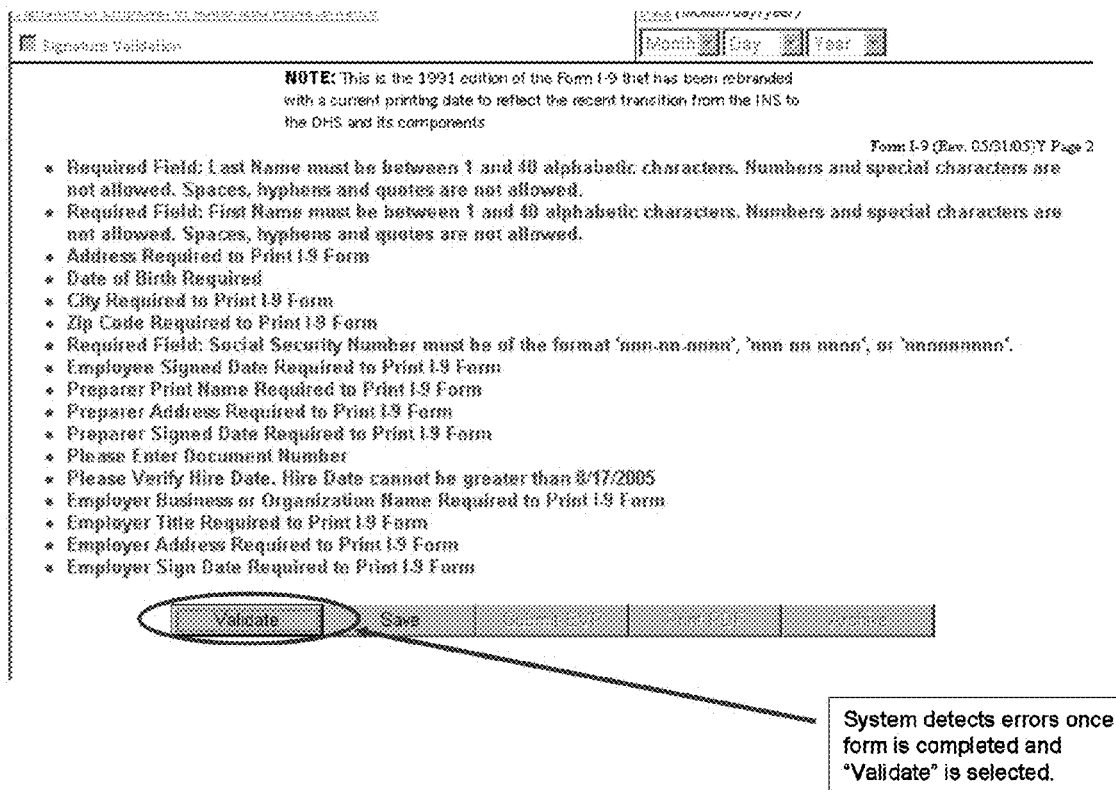 (month/day/year)
Signature Validation
Month Day Year
NOTE: This is the 1991 edition of the Form I-9 that has been rebranded
with a current printing date to reflect the recent transition from the INS to
the DHS and its components
Form I-9 (Rev. 05/31/05)Y Page 2
• Required Field: Last Name must be between 1 and 40 alphabetic characters. Numbers and special characters are
not allowed. Spaces, hyphens and quotes are not allowed.
• Required Field: First Name must be between 1 and 40 alphabetic characters. Numbers and special characters are
not allowed. Spaces, hyphens and quotes are not allowed.
• Address Required to Print I-9 Form
• Date of Birth Required
• City Required to Print I-9 Form
• Zip Code Required to Print I-9 Form
• Required Field: Social Security Number must be of the format 'nnn-nn-nnnn', 'nnn nn nnnn', or 'nnnnnnnnn'.
• Employee Signed Date Required to Print I-9 Form
• Preparer Print Name Required to Print I-9 Form
• Preparer Address Required to Print I-9 Form
• Preparer Signed Date Required to Print I-9 Form
• Please Enter Document Number
• Please Verify Hire Date. Hire Date cannot be greater than 8/17/2005
• Employer Business or Organization Name Required to Print I-9 Form
• Employer Title Required to Print I-9 Form
• Employer Address Required to Print I-9 Form
• Employer Sign Date Required to Print I-9 Form
Validate Save
System detects errors once
form is completed and
"Validate" is selected.